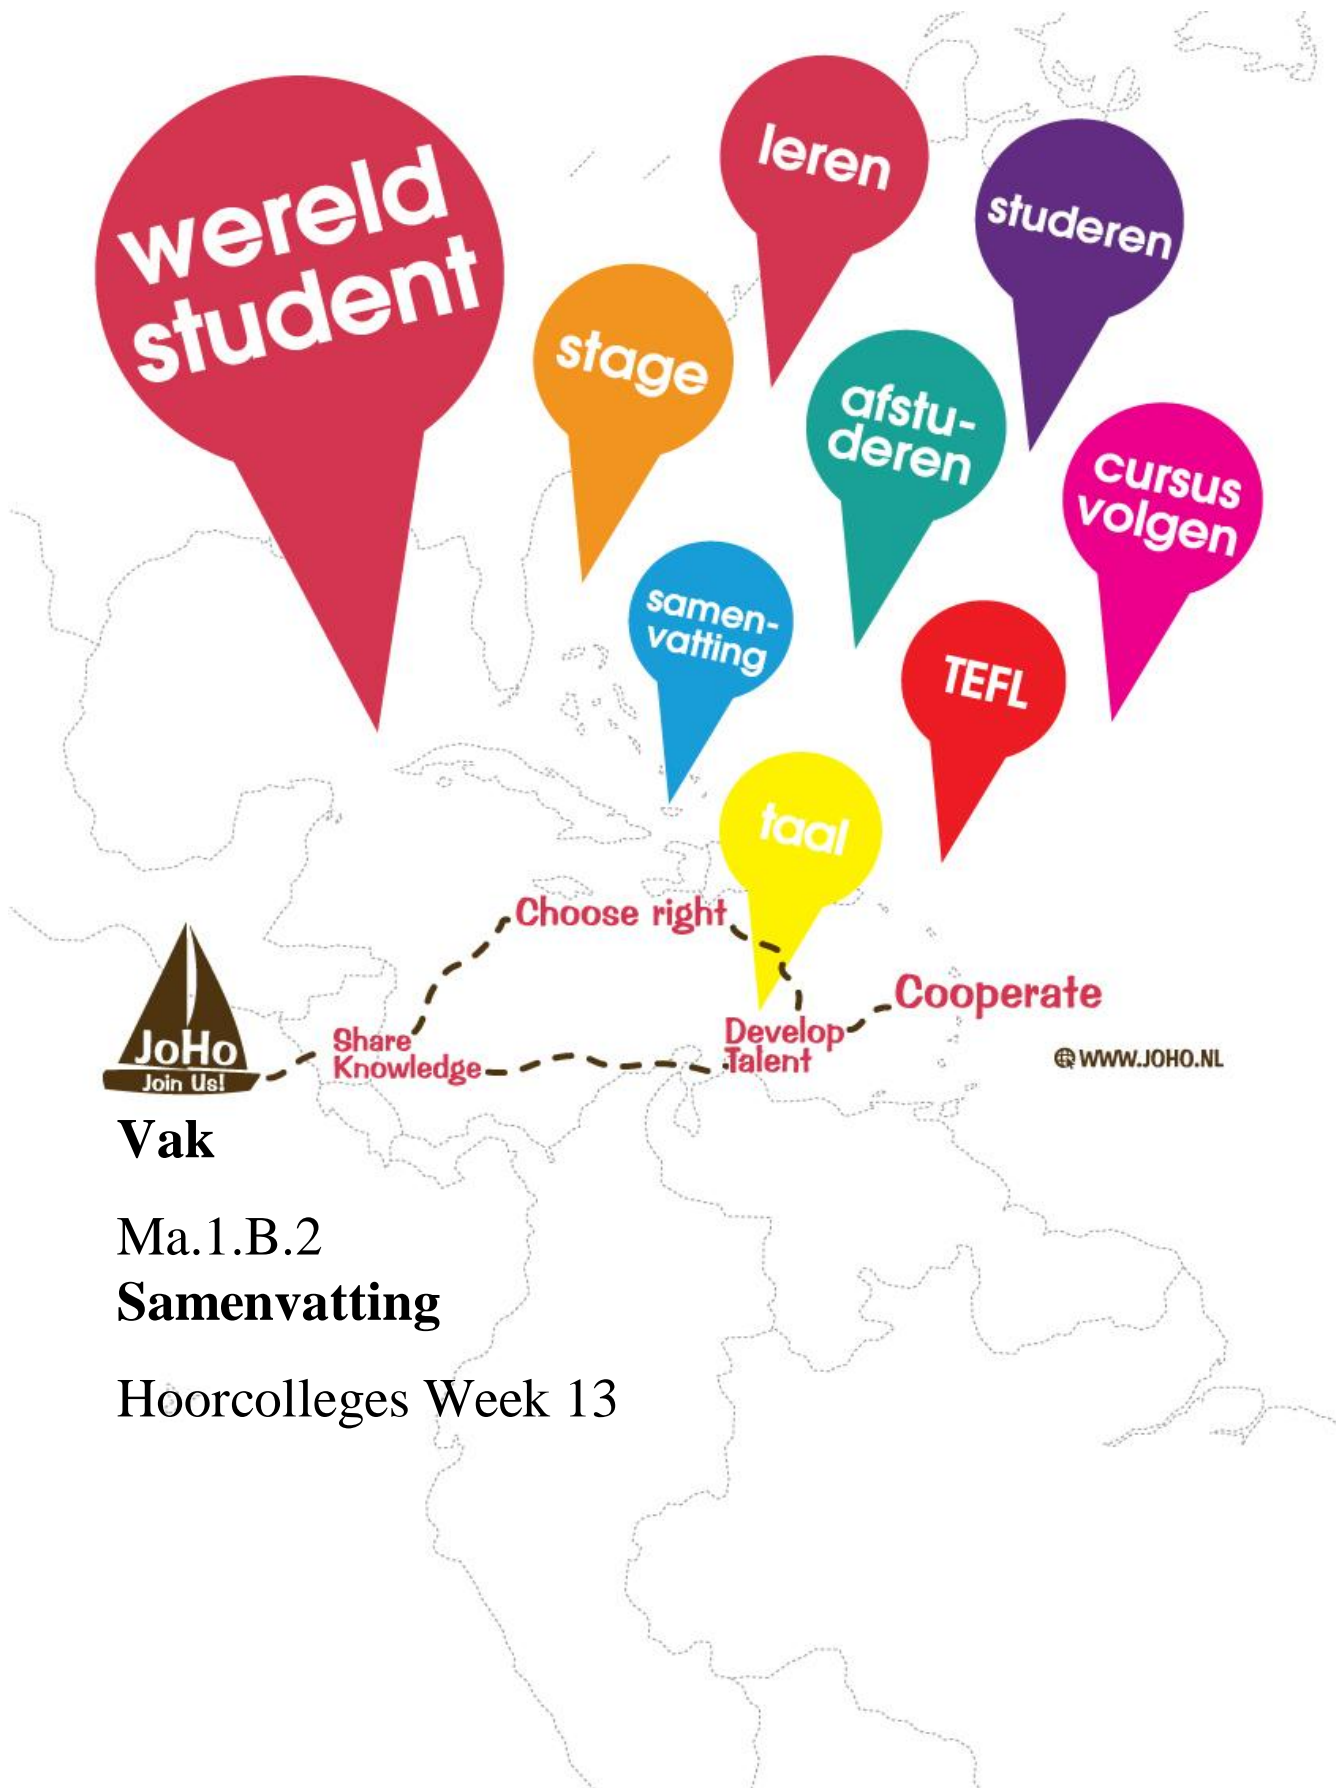 wereld
student
leren
studeren
stage
afstu-
deren
cursus
volgen
samen-
vatting
TEFL
taal
Choose right
Cooperate
Share
Knowledge
Develop
Talent
JoHo
Join Us!
WWW.JOHO.NL
Vak
Ma.1.B.2
Samenvatting
Hoorcolleges Week 13